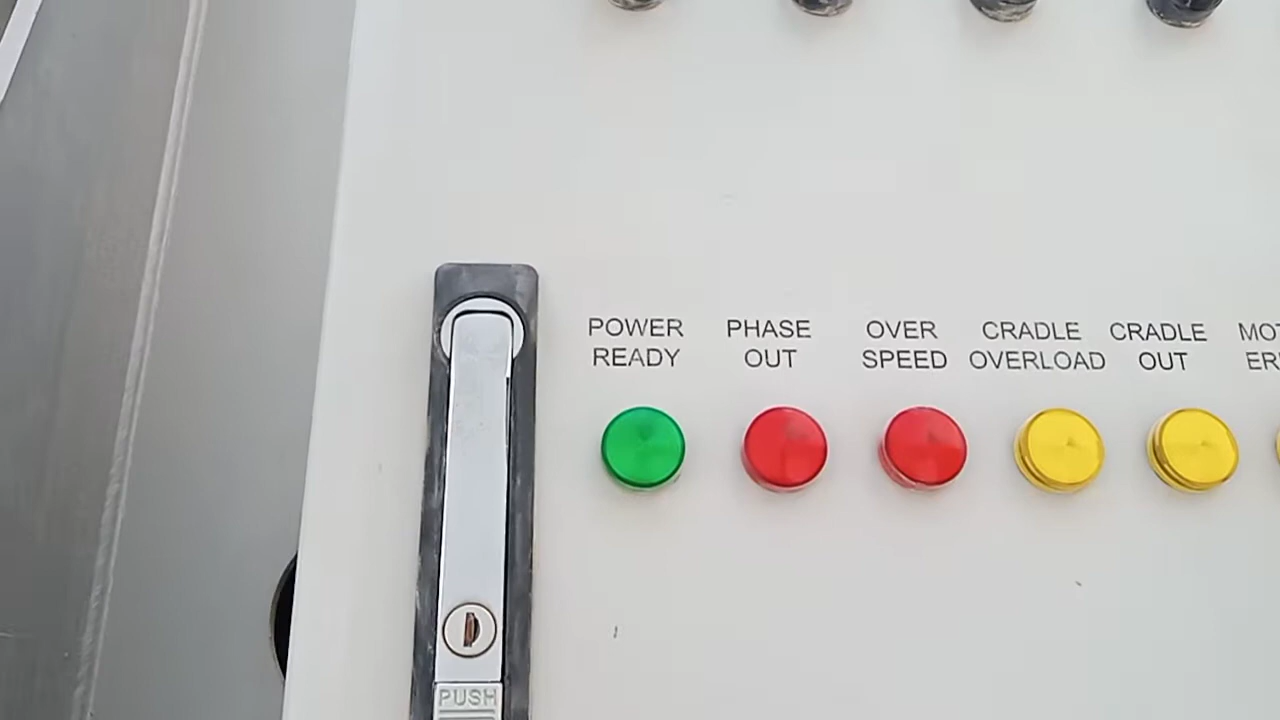 POWER
READY
PHASE
OUT
OVER
SPEED
CRADLE
OVERLOAD
CRADLE
OUT
PUSH